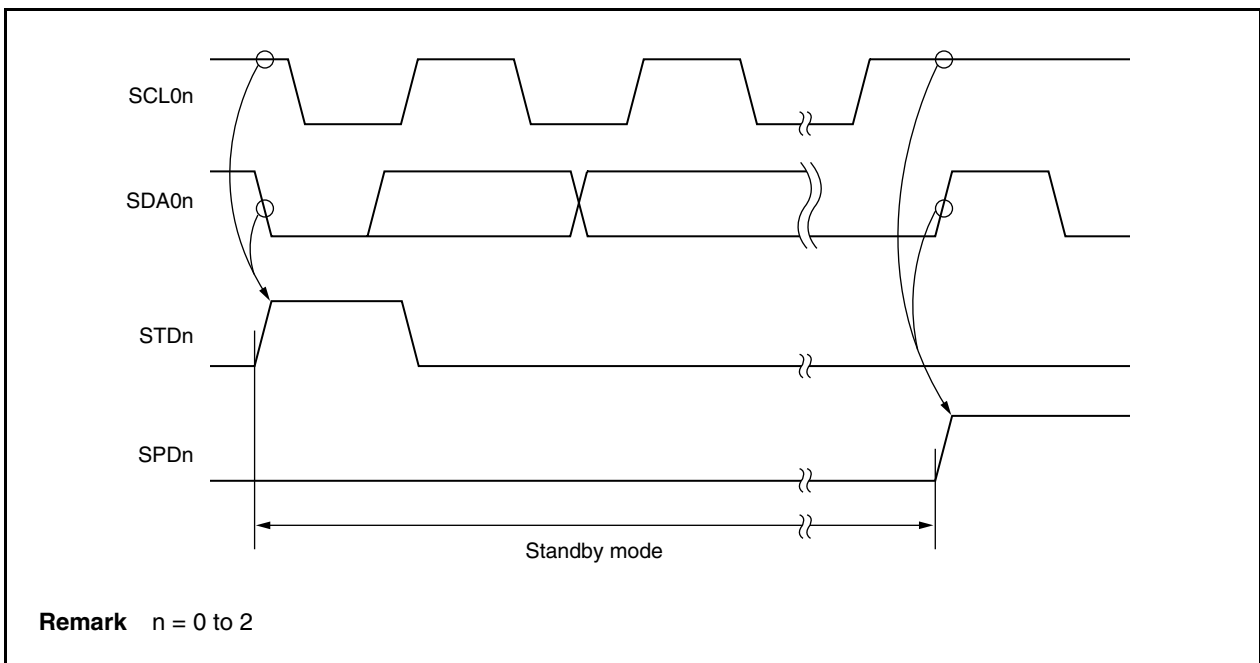 SCL0n
SDA0n
STDn
SPDn
Standby mode
Remark n = 0 to 2